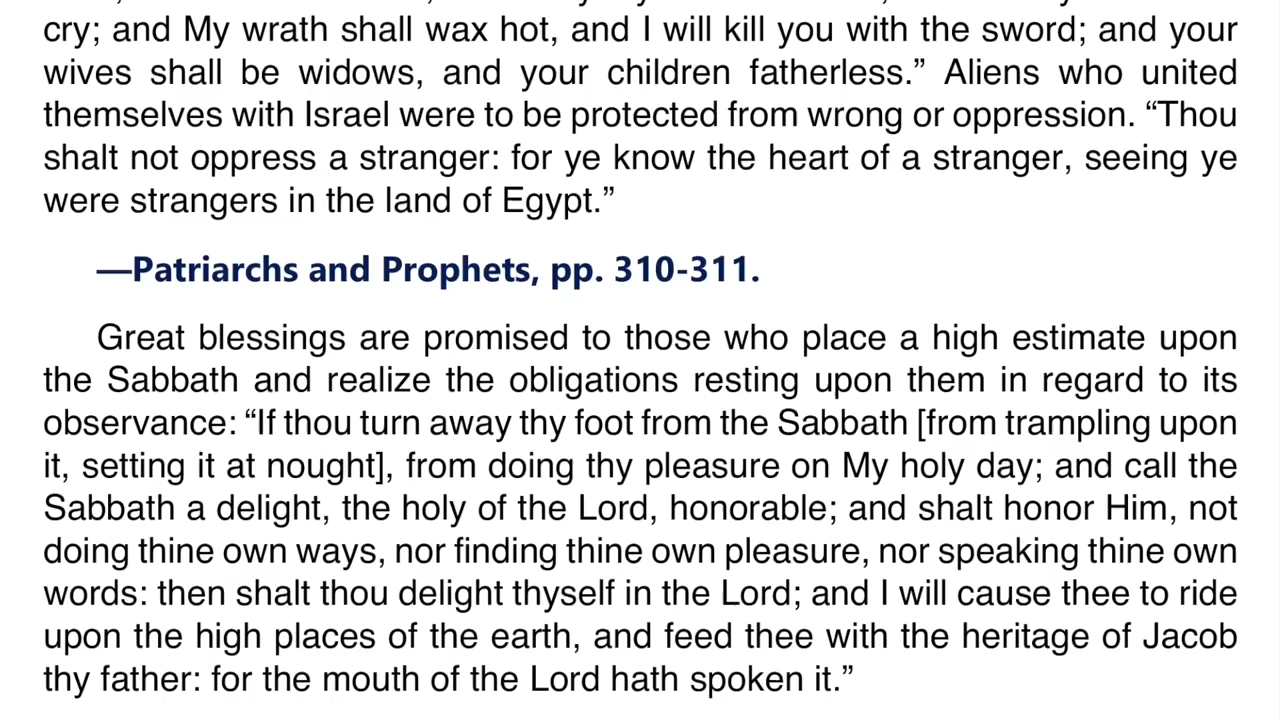 cry; and My wrath shall wax hot, and I will kill you with the sword; and your
wives shall be widows, and your children fatherless.” Aliens who united
themselves with Israel were to be protected from wrong or oppression. “Thou
shalt not oppress a stranger: for ye know the heart of a stranger, seeing ye
were strangers in the land of Egypt.”
—Patriarchs and Prophets, pp. 310-311.
Great blessings are promised to those who place a high estimate upon
the Sabbath and realize the obligations resting upon them in regard to its
observance: “If thou turn away thy foot from the Sabbath [from trampling upon
it, setting it at nought], from doing thy pleasure on My holy day; and call the
Sabbath a delight, the holy of the Lord, honorable; and shalt honor Him, not
doing thine own ways, nor finding thine own pleasure, nor speaking thine own
words: then shalt thou delight thyself in the Lord; and I will cause thee to ride
upon the high places of the earth, and feed thee with the heritage of Jacob
thy father: for the mouth of the Lord hath spoken it.”